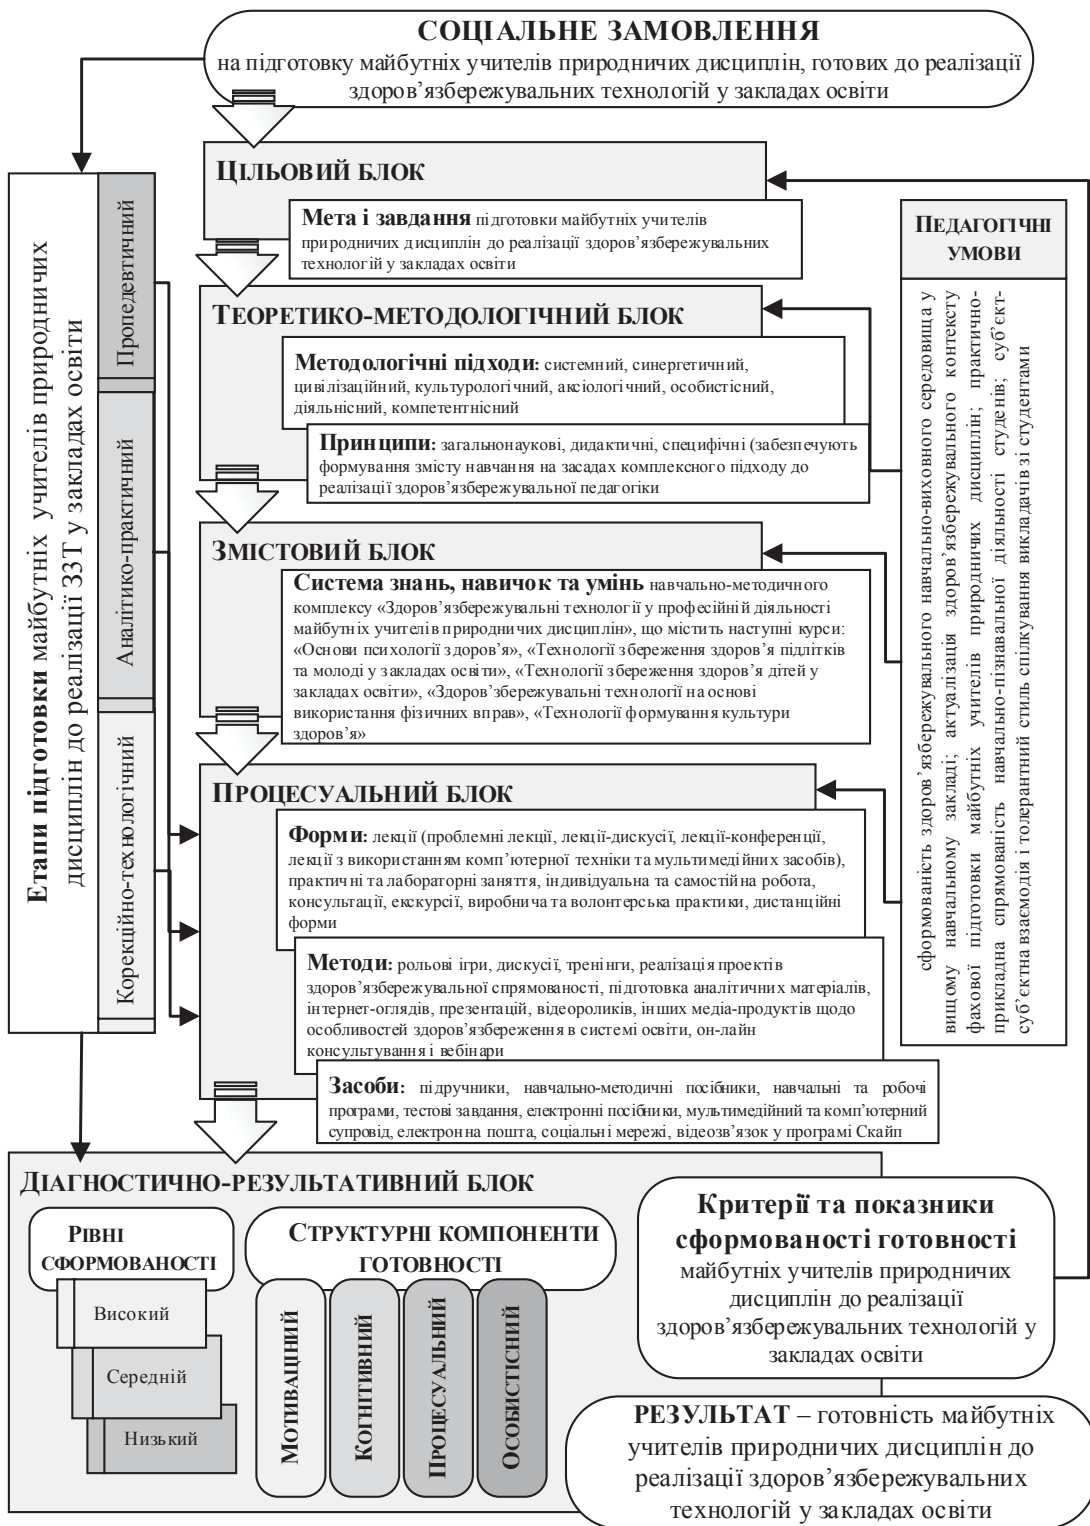 СОЦІАЛЬНЕ ЗАМОВЛЕННЯ
на підготовку майбутніх учителів природничих дисциплін, готових до реалізації
здоров’язбережувальних технологій у закладах освіти
Етапи підготовки майбутніх учителів природничих
дисциплін до реалізації ЗЗТ у закладах освіти
Пропедевтичний
Аналітико-практичний
Корекційно-технологічний
ЦІЛЬОВИЙ БЛОК
Мета і завдання підготовки майбутніх учителів
природничих дисциплін до реалізації здоров’язбережувальних
технологій у закладах освіти
ТЕОРЕТИКО-МЕТОДОЛОГІЧНИЙ БЛОК
Методологічні підходи: системний, синергетичний,
цивілізаційний, культурологічний, аксіологічний, особистісний,
діяльнісний, компетентнісний
Принципи: загальнонаукові, дидактичні, специфічні (забезпечують
формування змісту навчання на засадах комплексного підходу до
реалізації здоров’язбережувальної педагогіки
ЗМІСТОВИЙ БЛОК
Система знань, навичок та умінь навчально-методичного
комплексу «Здоров’язбережувальні технології у професійній діяльності
майбутніх учителів природничих дисциплін», що містить наступні курси:
«Основи психології здоров’я», «Технології збереження здоров’я підлітків
та молоді у закладах освіти», «Технології збереження здоров’я дітей у
закладах освіти», «Здоров’збережувальні технології на основі
використання фізичних вправ», «Технології формування культури
здоров’я»
ПРОЦЕСУАЛЬНИЙ БЛОК
Форми: лекції (проблемні лекції, лекції-дискусії, лекції-конференції,
лекції з використанням комп’ютерної техніки та мультимедійних засобів),
практичні та лабораторні заняття, індивідуальна та самостійна робота,
консультації, екскурсії, виробнича та волонтерська практики, дистанційні
форми
Методи: рольові ігри, дискусії, тренінги, реалізація проектів
здоров’язбережувальної спрямованості, підготовка аналітичних матеріалів,
інтернет-оглядів, презентацій, відеороликів, інших медіа-продуктів щодо
особливостей здоров’язбереження в системі освіти, он-лайн
консультування і вебінари
Засоби: підручники, навчально-методичні посібники, навчальні та робочі
програми, тестові завдання, електронні посібники, мультимедійний та комп’ютерний
супровід, електронна пошта, соціальні мережі, відеозв’язок у програмі Скайп
ПЕДАГОГІЧНІ
УМОВИ
сформованість здоров’язбережувального навчально-виховного середовища у
вищому навчальному закладі; актуалізація здоров’язбережувального контексту
фахової підготовки майбутніх учителів природничих дисциплін; практично-
прикладна спрямованість навчально-пізнавальної діяльності студенів; суб’єкт-
суб’єктна взаємодія і толерантний стиль спілкування викладачів зі студентами
ДІАГНОСТИЧНО-РЕЗУЛЬТАТИВНИЙ БЛОК
РІВНІ
СФОРМОВАНОСТІ
Високий
Середній
Низький
СТРУКТУРНІ КОМПОНЕНТИ
ГОТОВНОСТІ
МОТИВАЦІНИЙ
КОГНІТИВНИЙ
ПРОЦЕСУАЛЬНИЙ
ОСОБИСТІСНИЙ
Критерії та показники
сформованості готовності
майбутніх учителів природничих
дисциплін до реалізації
здоров’язбережувальних технологій у
закладах освіти
РЕЗУЛЬТАТ – готовність майбутніх
учителів природничих дисциплін до
реалізації здоров’язбережувальних
технологій у закладах освіти